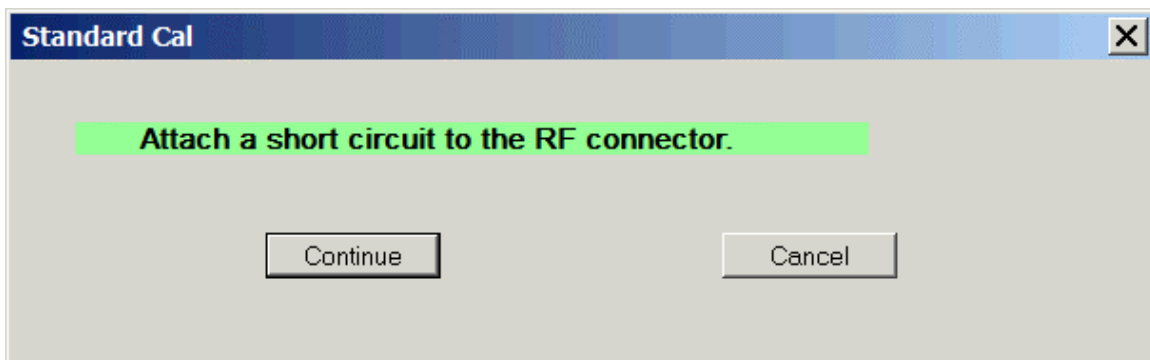 Standard Cal
Attach a short circuit to the RF connector.
Continue
Cancel